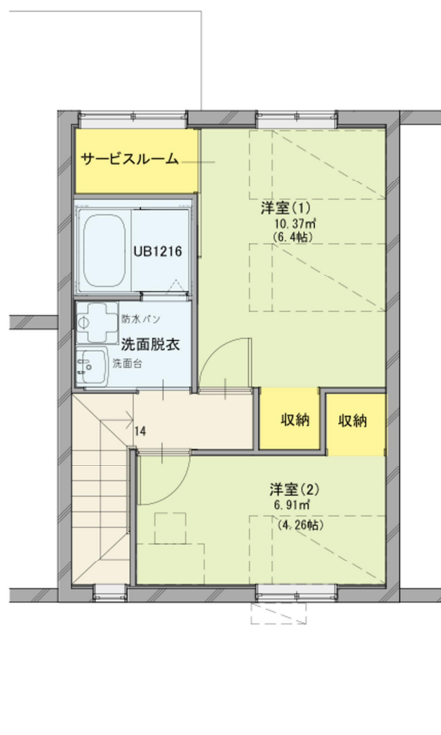 サービスルーム
洋室(1)
10.37㎡
(6.4帖)
UB1216
防水パン
洗面脱衣
洗面台
収納
収納
14
洋室(2)
6.91㎡
(4.26帖)